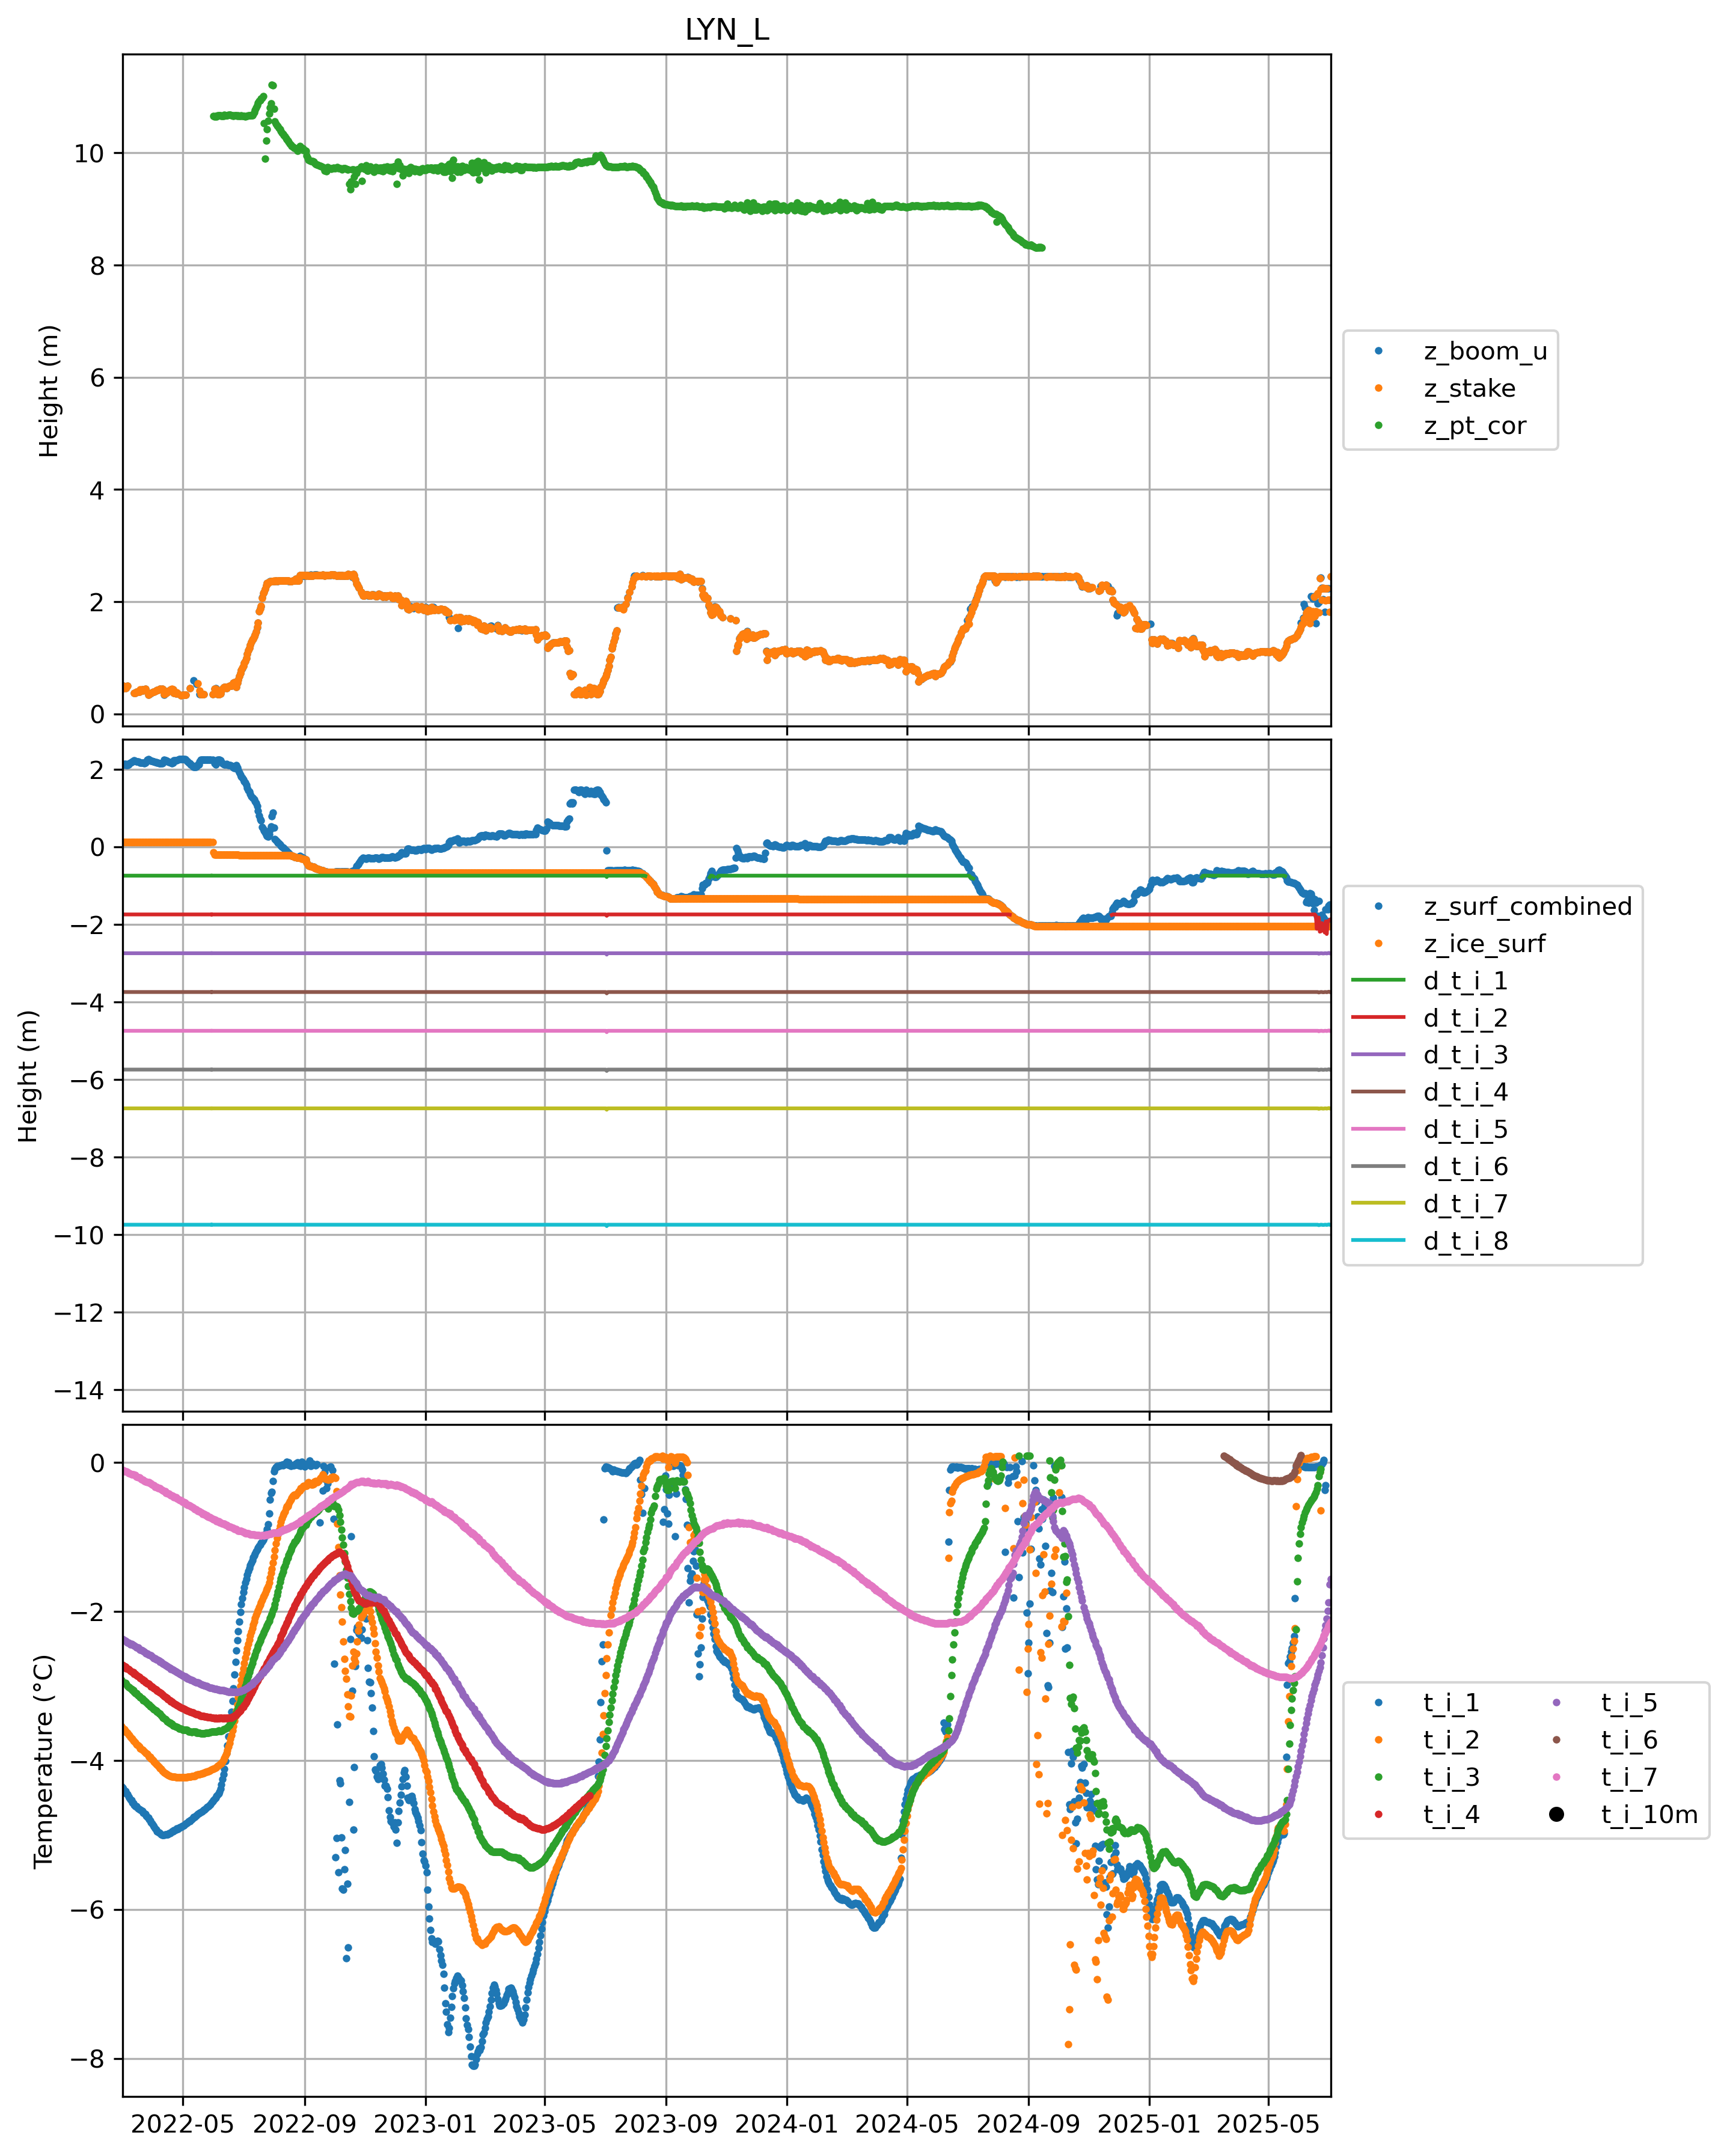 LYN_L
10
8
6
4
2
0
Height (m)
z_boom_u
z_stake
z_pt_cor
2
0
−2
−4
−6
−8
−10
−12
−14
Height (m)
z_surf_combined
z_ice_surf
d_t_i_1
d_t_i_2
d_t_i_3
d_t_i_4
d_t_i_5
d_t_i_6
d_t_i_7
d_t_i_8
0
−2
−4
−6
−8
Temperature (°C)
t_i_1
t_i_2
t_i_3
t_i_4
t_i_5
t_i_6
t_i_7
t_i_10m
2022-05 2022-09 2023-01 2023-05 2023-09 2024-01 2024-05 2024-09 2025-01 2025-05